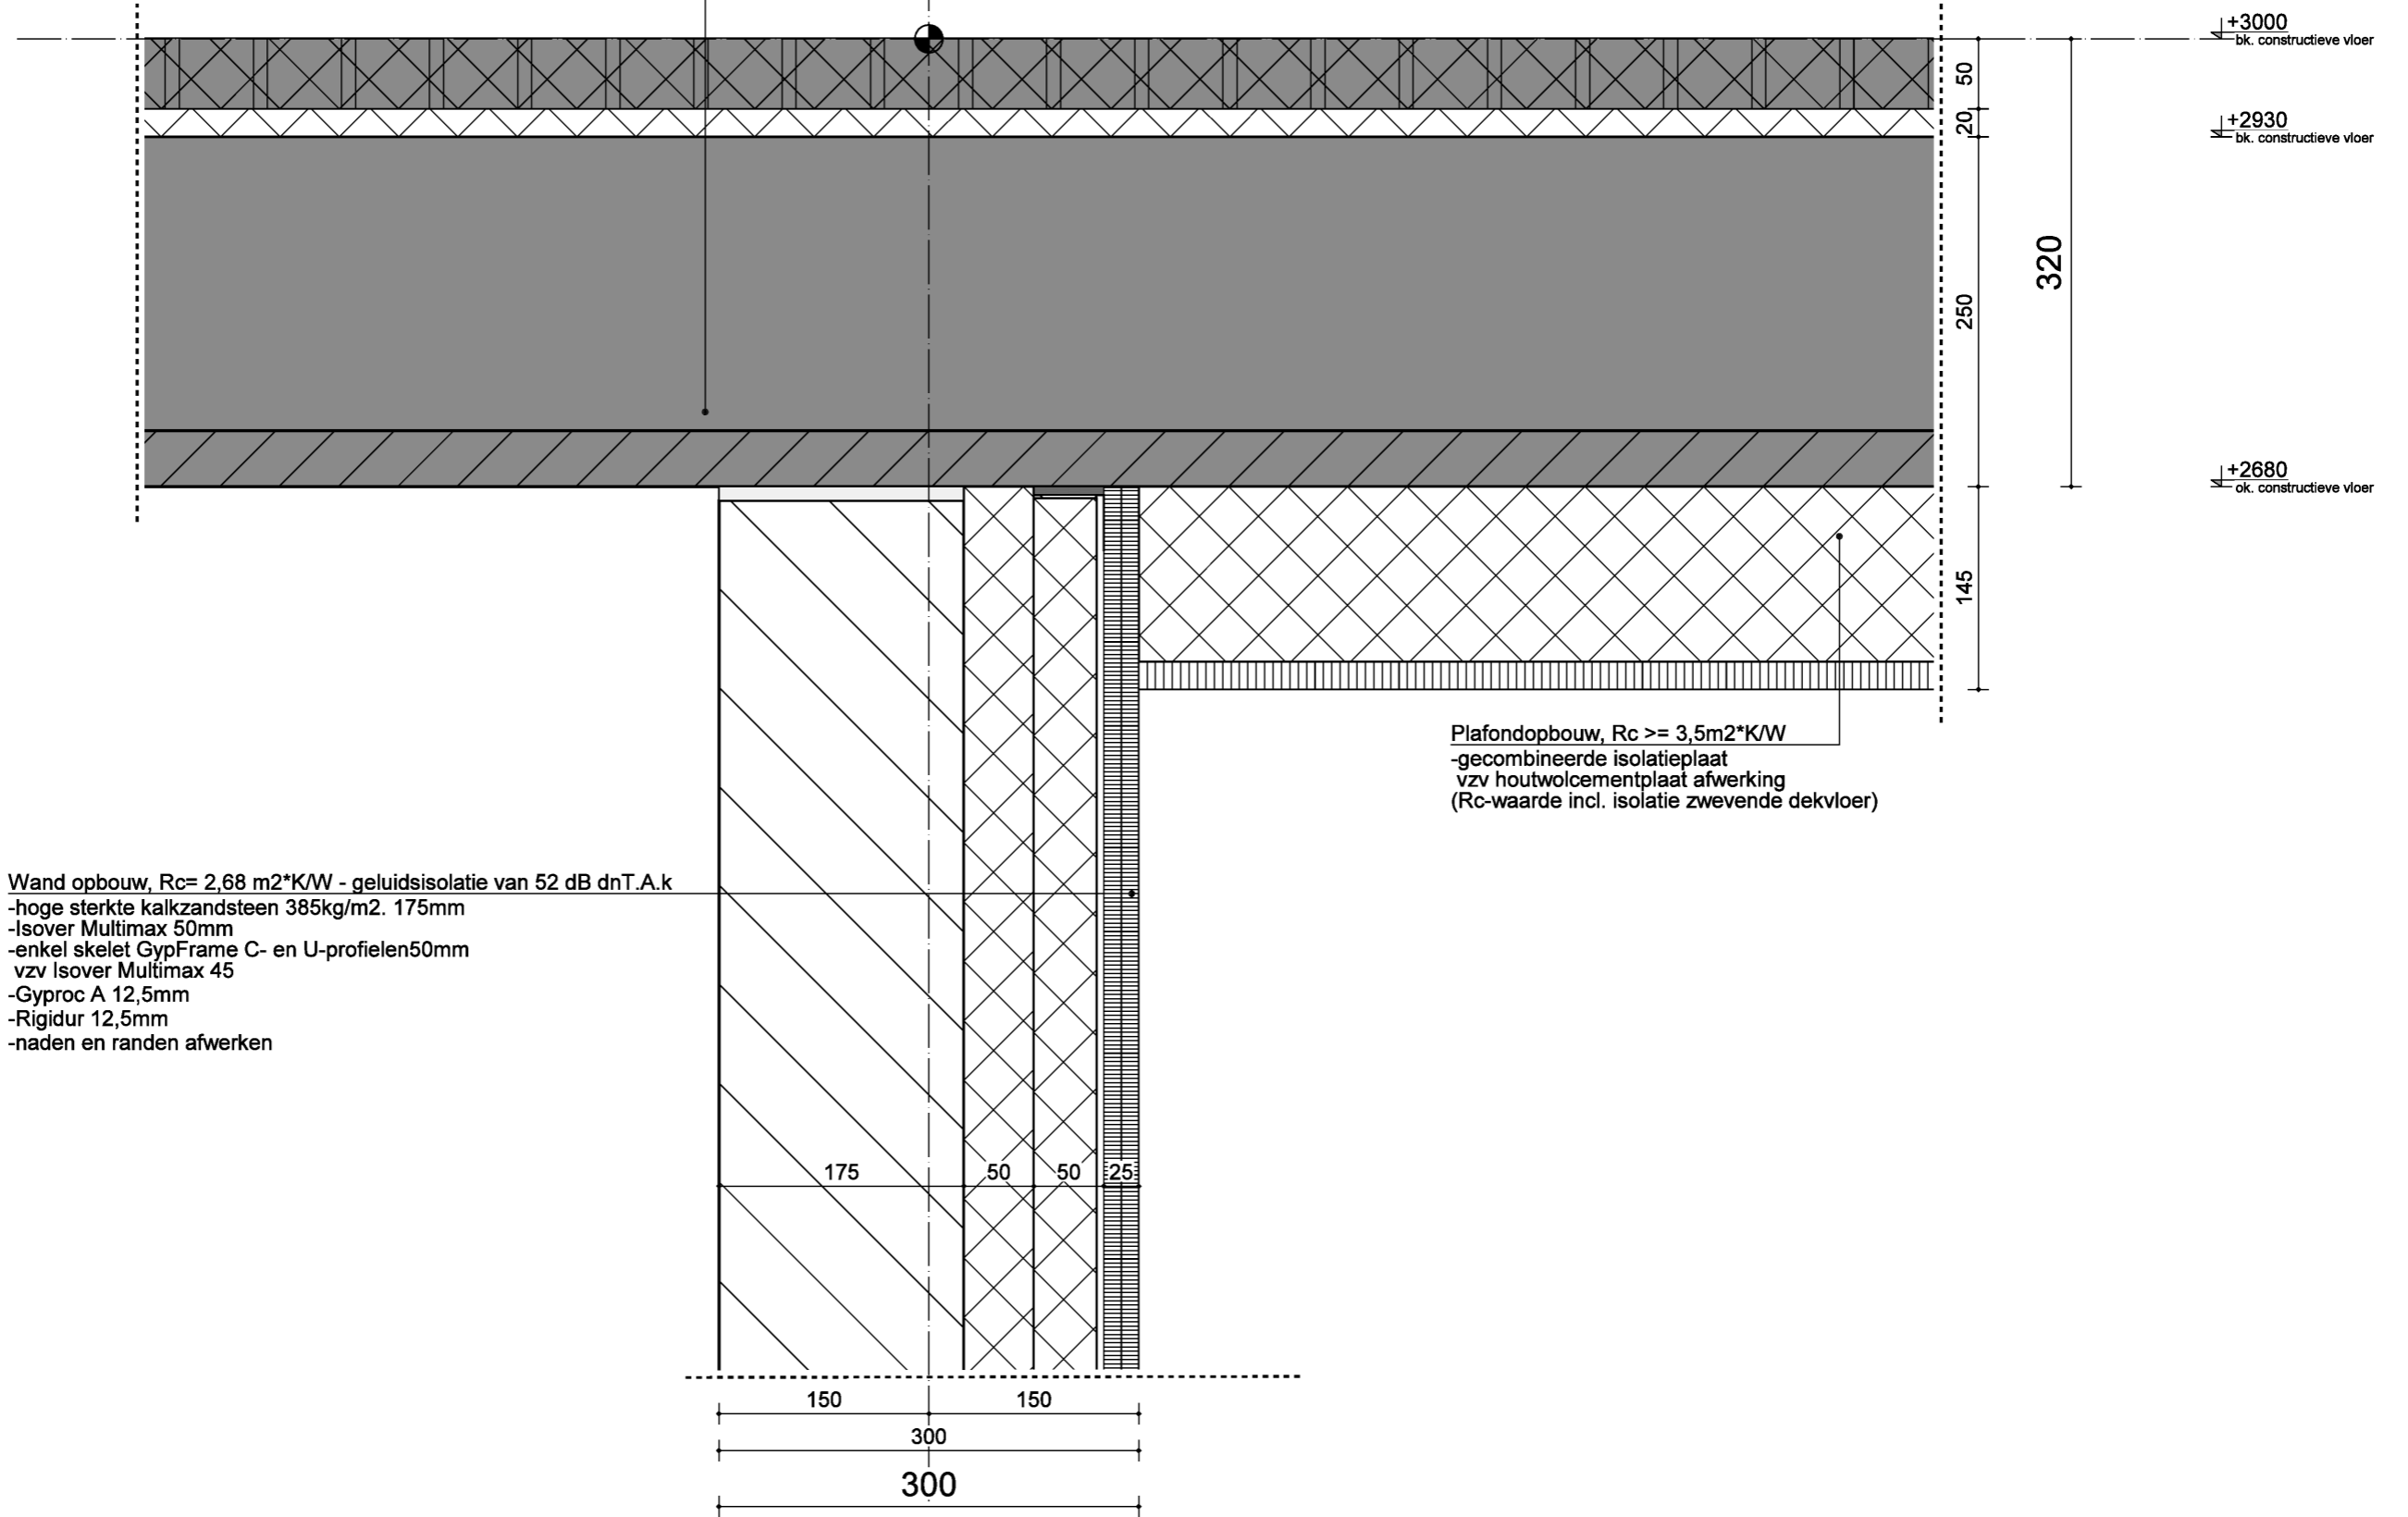 +3000
bk. constructieve vloer
50
20
+2930
bk. constructieve vloer
320
250
+2680
ok. constructieve vloer
145
Plafondopbouw, Rc >= 3,5m2*K/W
-gecombineerde isolatieplaat
vzv houtwolcementplaat afwerking
(Rc-waarde incl. isolatie zwevende dekvloer)
Wand opbouw, Rc= 2,68 m2*K/W - geluidsisolatie van 52 dB dnT.A.k
-hoge sterkte kalkzandsteen 385kg/m2. 175mm
-Isover Multimax 50mm
-enkel skelet GypFrame C- en U-profielen50mm
vzv Isover Multimax 45
-Gyproc A 12,5mm
-Rigidur 12,5mm
-naden en randen afwerken
175 50 50 25
150 150
300
300